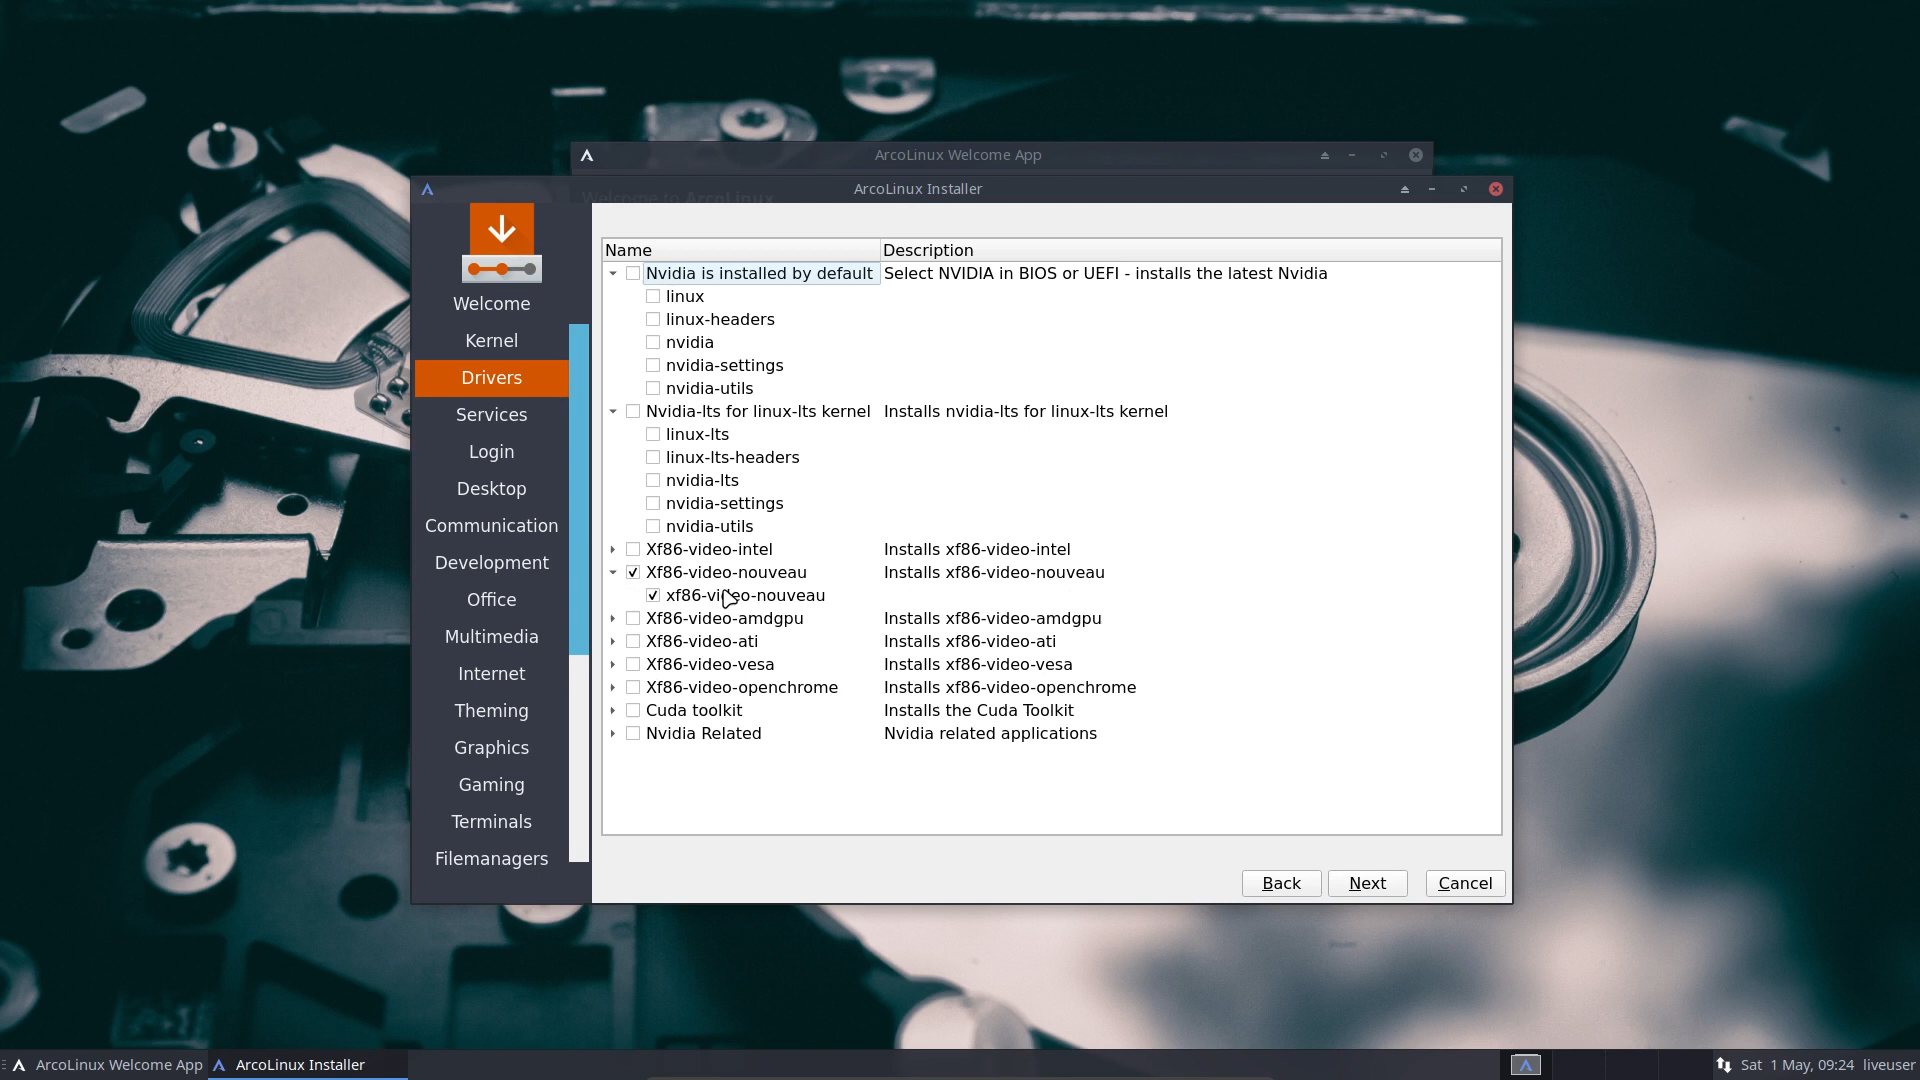 ArcoLinux Welcome App
Welcome to ArcoLinux
ArcoLinux Installer
Welcome
Kernel
Drivers
Services
Login
Desktop
Communication
Development
Office
Multimedia
Internet
Theming
Graphics
Gaming
Terminals
Filemanagers
Name Description
Nvidia is installed by default Select NVIDIA in BIOS or UEFI - installs the latest Nvidia
linux
linux-headers
nvidia
nvidia-settings
nvidia-utils
Nvidia-lts for linux-lts kernel Installs nvidia-lts for linux-lts kernel
linux-lts
linux-lts-headers
nvidia-lts
nvidia-settings
nvidia-utils
Xf86-video-intel Installs xf86-video-intel
Xf86-video-nouveau Installs xf86-video-nouveau
xf86-video-nouveau
Xf86-video-amdgpu Installs xf86-video-amdgpu
Xf86-video-ati Installs xf86-video-ati
Xf86-video-vesa Installs xf86-video-vesa
Xf86-video-openchrome Installs xf86-video-openchrome
Cuda toolkit Installs the Cuda Toolkit
Nvidia Related Nvidia related applications
Back Next Cancel
ArcoLinux Welcome App ArcoLinux Installer Sat 1 May, 09:24 liveuser